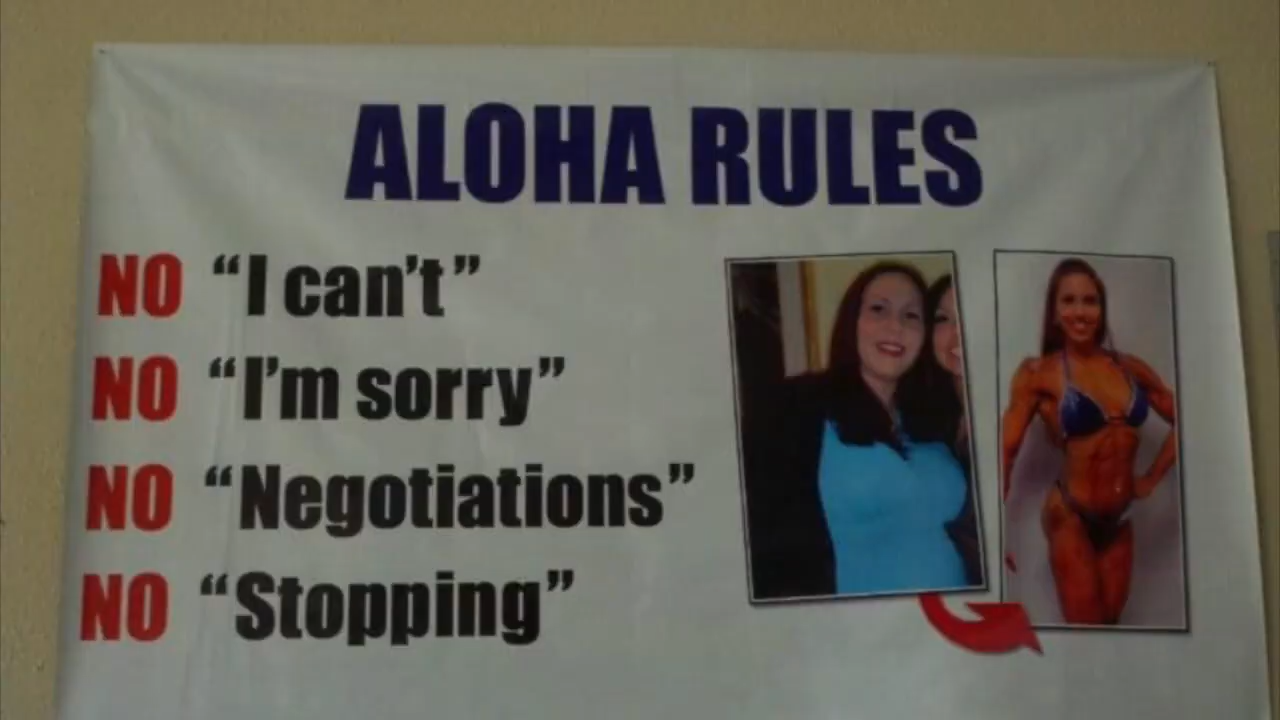 ALOHA RULES
NO "I can't"
NO "I'm sorry"
NO "Negotiations"
NO "Stopping"